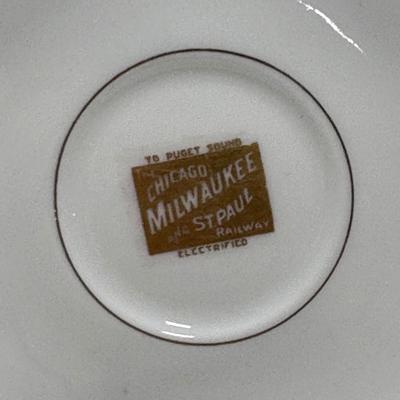 TO PUGET SOUND
THE
CHICAGO
MILWAUKEE
AND ST PAUL
RAILWAY
ELECTRIFIED